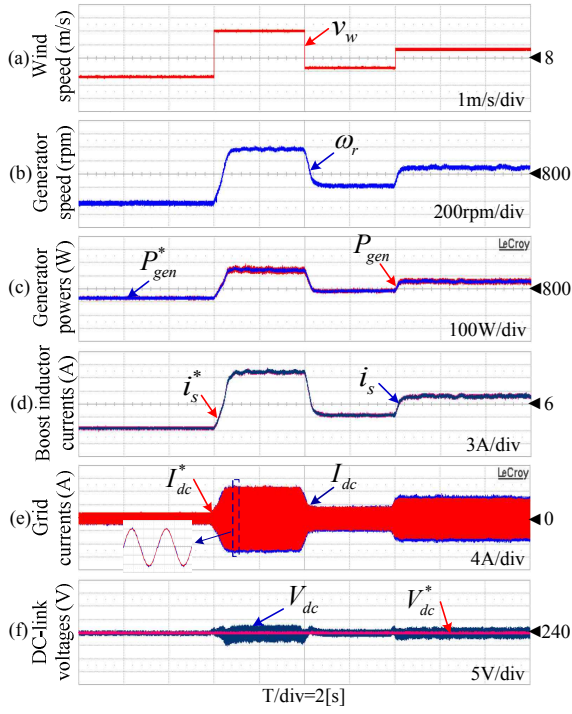 (a) Wind speed (m/s)
v_w
8
1m/s/div
(b) Generator speed (rpm)
ω_r
800
200rpm/div
(c) Generator powers (W)
P*_gen
P_gen
LeCroy
800
100W/div
(d) Boost inductor currents (A)
i*_s
i_s
6
3A/div
(e) Grid currents (A)
I*_dc
I_dc
LeCroy
0
4A/div
(f) DC-link voltages (V)
V_dc
V*_dc
240
5V/div
T/div=2[s]